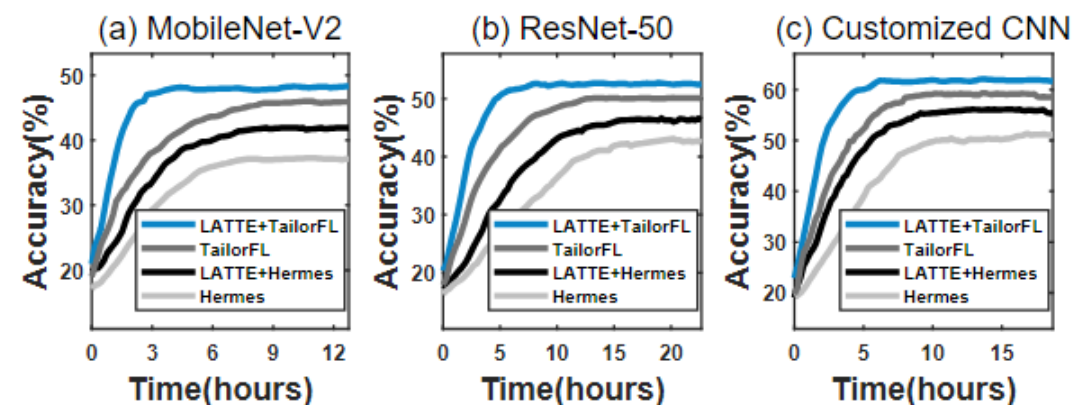 (a) MobileNet-V2
Accuracy(%)
50
40
30
20
LATTE+TailorFL
TailorFL
LATTE+Hermes
Hermes
0 3 6 9 12
Time(hours)
(b) ResNet-50
Accuracy(%)
50
40
30
20
LATTE+TailorFL
TailorFL
LATTE+Hermes
Hermes
0 5 10 15 20
Time(hours)
(c) Customized CNN
Accuracy(%)
60
50
40
30
20
LATTE+TailorFL
TailorFL
LATTE+Hermes
Hermes
0 5 10 15
Time(hours)